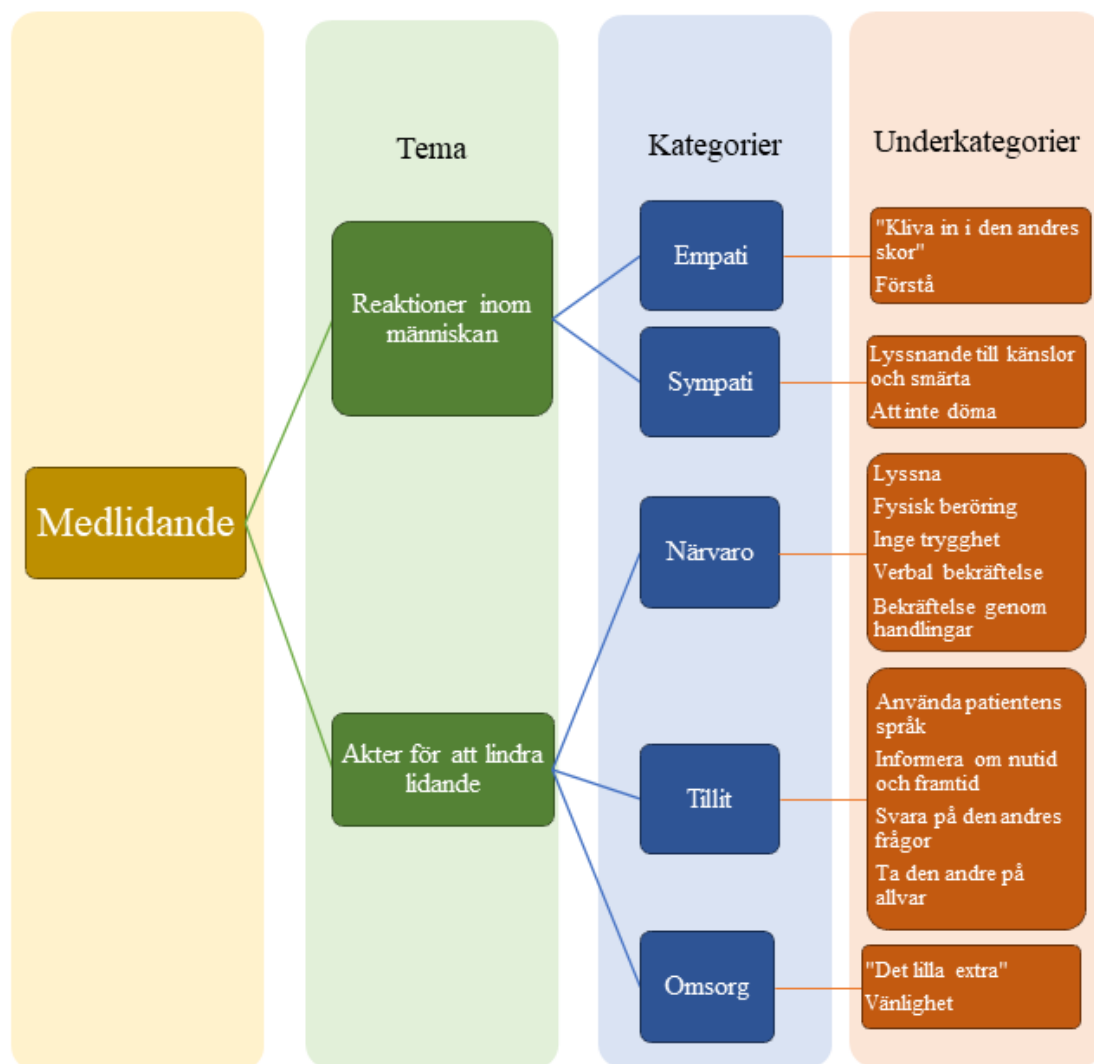 Tema
Kategorier
Underkategorier
Medlidande
Reaktioner inom
människan
Akter för att lindra
lidande
Empati
Sympati
Närvaro
Tillit
Omsorg
"Kliva in i den andres
skor"
Förstå
Lyssnande till känslor
och smärta
Att inte döma
Lyssna
Fysisk beröring
Inge trygghet
Verbal bekräftelse
Bekräftelse genom
handlingar
Använda patientens
språk
Informera om nutid
och framtid
Svara på den andres
frågor
Ta den andre på
allvar
"Det lilla extra"
Vänlighet